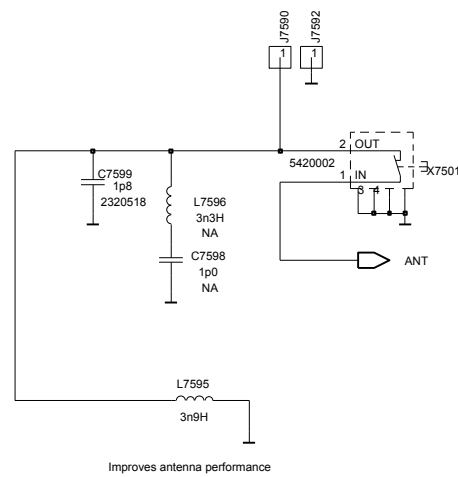 J7590
J7592
1
1
2 OUT
5420002
X7501
1 IN
3 4
C7599
1p8
2320518
L7596
3n3H
NA
C7598
1p0
NA
ANT
L7595
3n9H
Improves antenna performance